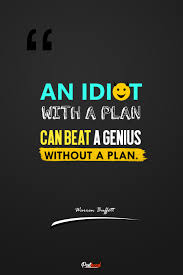 “
AN IDIOT
WITH A PLAN
CAN BEAT A GENIUS
WITHOUT A PLAN.
Warren Buffett